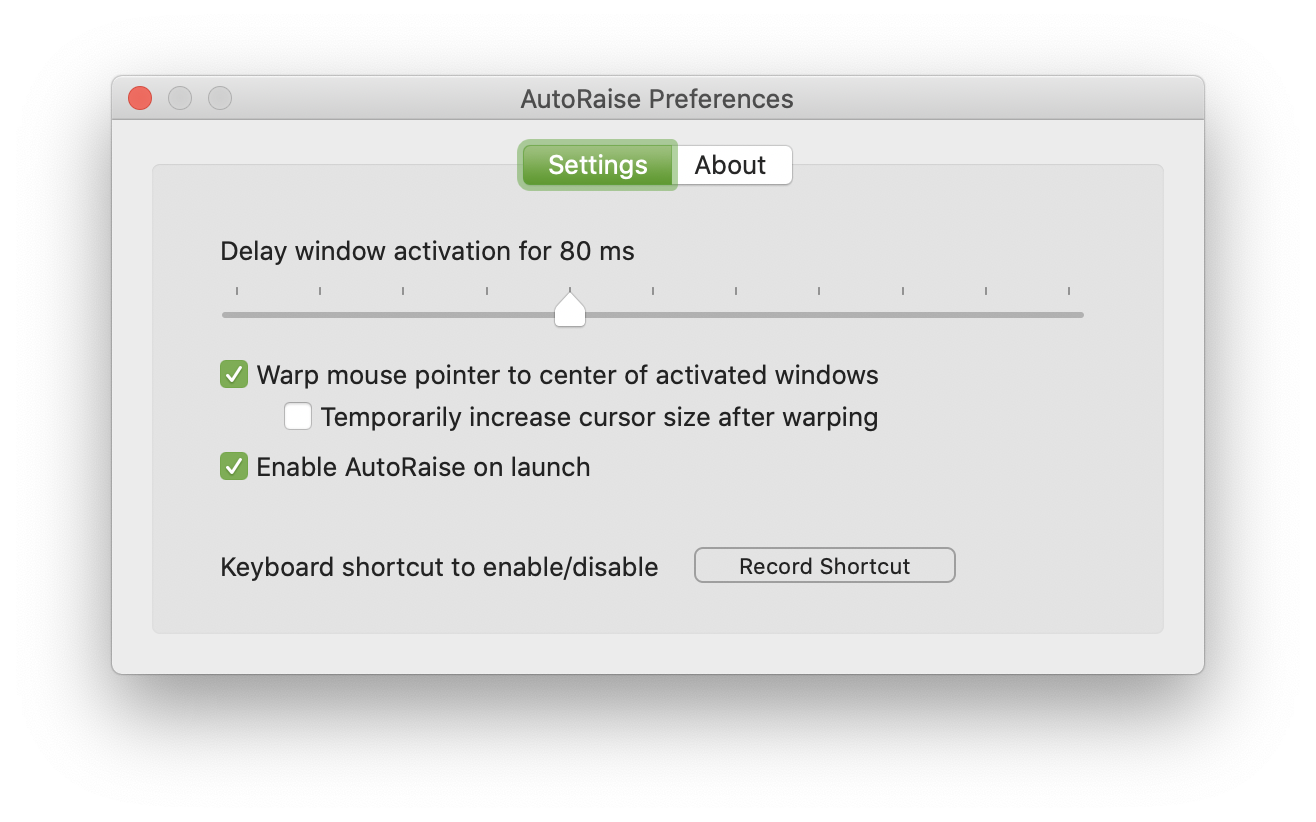 AutoRaise Preferences
Settings About
Delay window activation for 80 ms
Warp mouse pointer to center of activated windows
Temporarily increase cursor size after warping
Enable AutoRaise on launch
Keyboard shortcut to enable/disable Record Shortcut